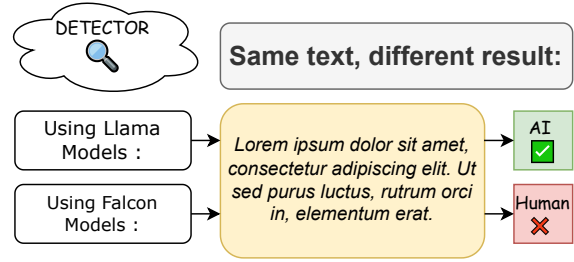 DETECTOR
Same text, different result:
Using Llama
Models :
Lorem ipsum dolor sit amet,
consectetur adipiscing elit. Ut
sed purus luctus, rutrum orci
in, elementum erat.
AI
Using Falcon
Models :
Human